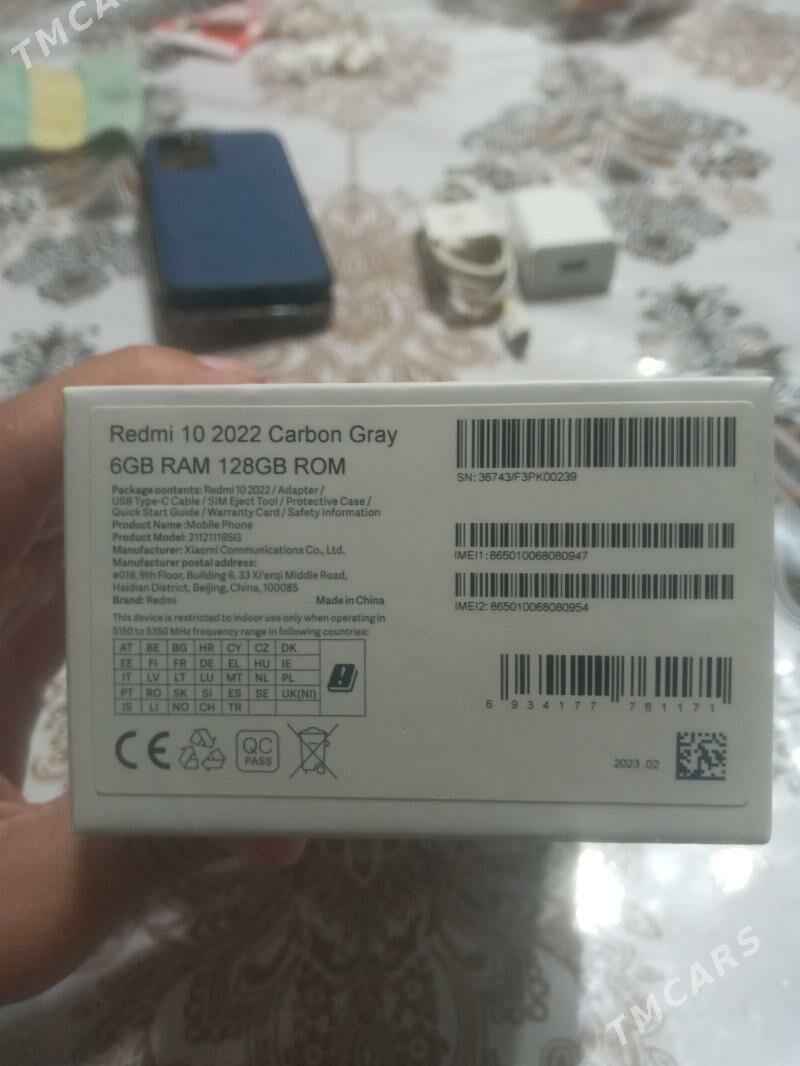 TMCARS
Redmi 10 2022 Carbon Gray
6GB RAM 128GB ROM
Package contents: Redmi 10 2022 / Adapter /
USB Type-C Cable / SIM Eject Tool / Protective Case /
Quick Start Guide / Warranty Card / Safety Information
Product Name :Mobile Phone
Product Model: 21121119SG
Manufacturer: Xiaomi Communications Co., Ltd.
Manufacturer postal address:
#019, 9th Floor, Building 6, 33 Xi'erqi Middle Road,
Haidian District, Beijing, China, 100085
Brand: Redmi Made in China
This device is restricted to indoor use only when operating in
5150 to 5350 MHz frequency range in following countries:
AT BE BG HR CY CZ DK
EE FI FR DE EL HU IE
IT LV LT LU MT NL PL
PT RO SK SI ES SE UK(NI)
IS LI NO CH TR
CE
QC
PASS
SN: 36743/F3PK00239
IMEI1: 865010068080947
IMEI2: 865010068080954
6 934177 761171
2023 .02
TMCARS